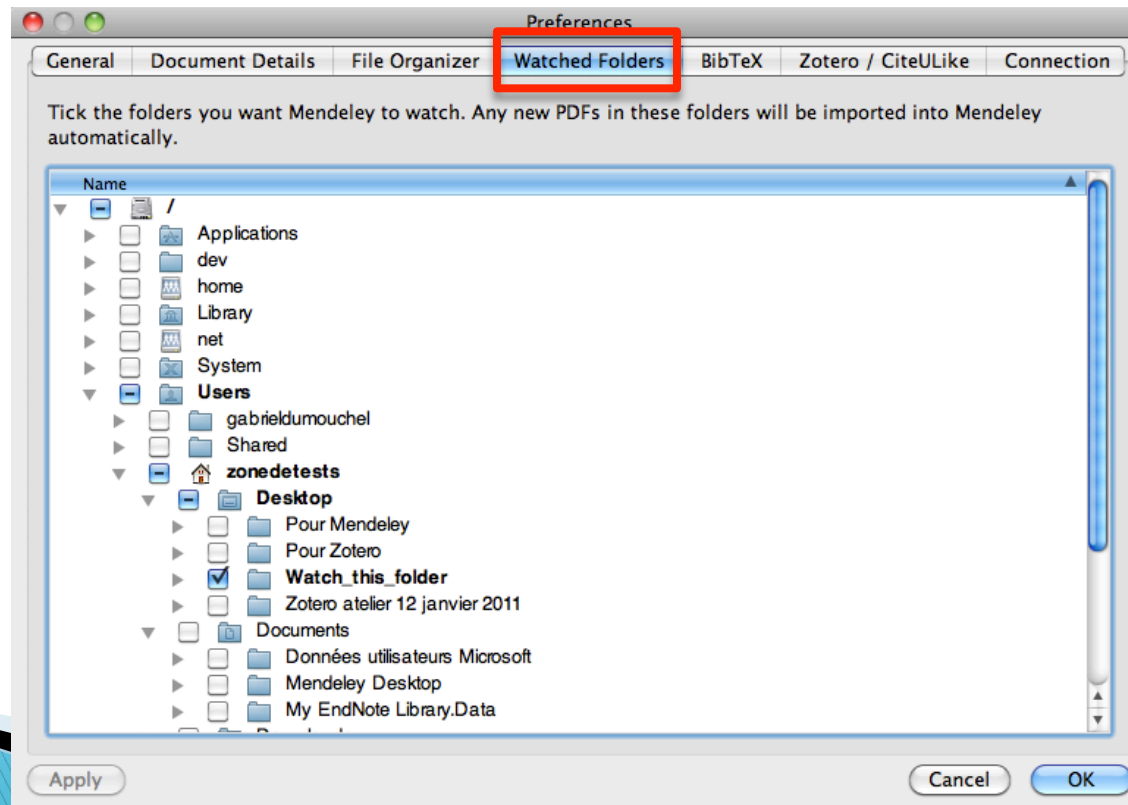 Preferences
General Document Details File Organizer Watched Folders BibTeX Zotero / CiteULike Connection
Tick the folders you want Mendeley to watch. Any new PDFs in these folders will be imported into Mendeley
automatically.
Name
/
Applications
dev
home
Library
net
System
Users
gabrieldumouchel
Shared
zonedetests
Desktop
Pour Mendeley
Pour Zotero
Watch_this_folder
Zotero atelier 12 janvier 2011
Documents
Données utilisateurs Microsoft
Mendeley Desktop
My EndNote Library.Data
Apply Cancel OK